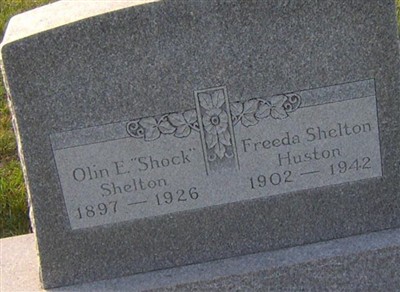 Olin E. "Shock"
Shelton
1897 — 1926
Freeda Shelton
Huston
1902 — 1942